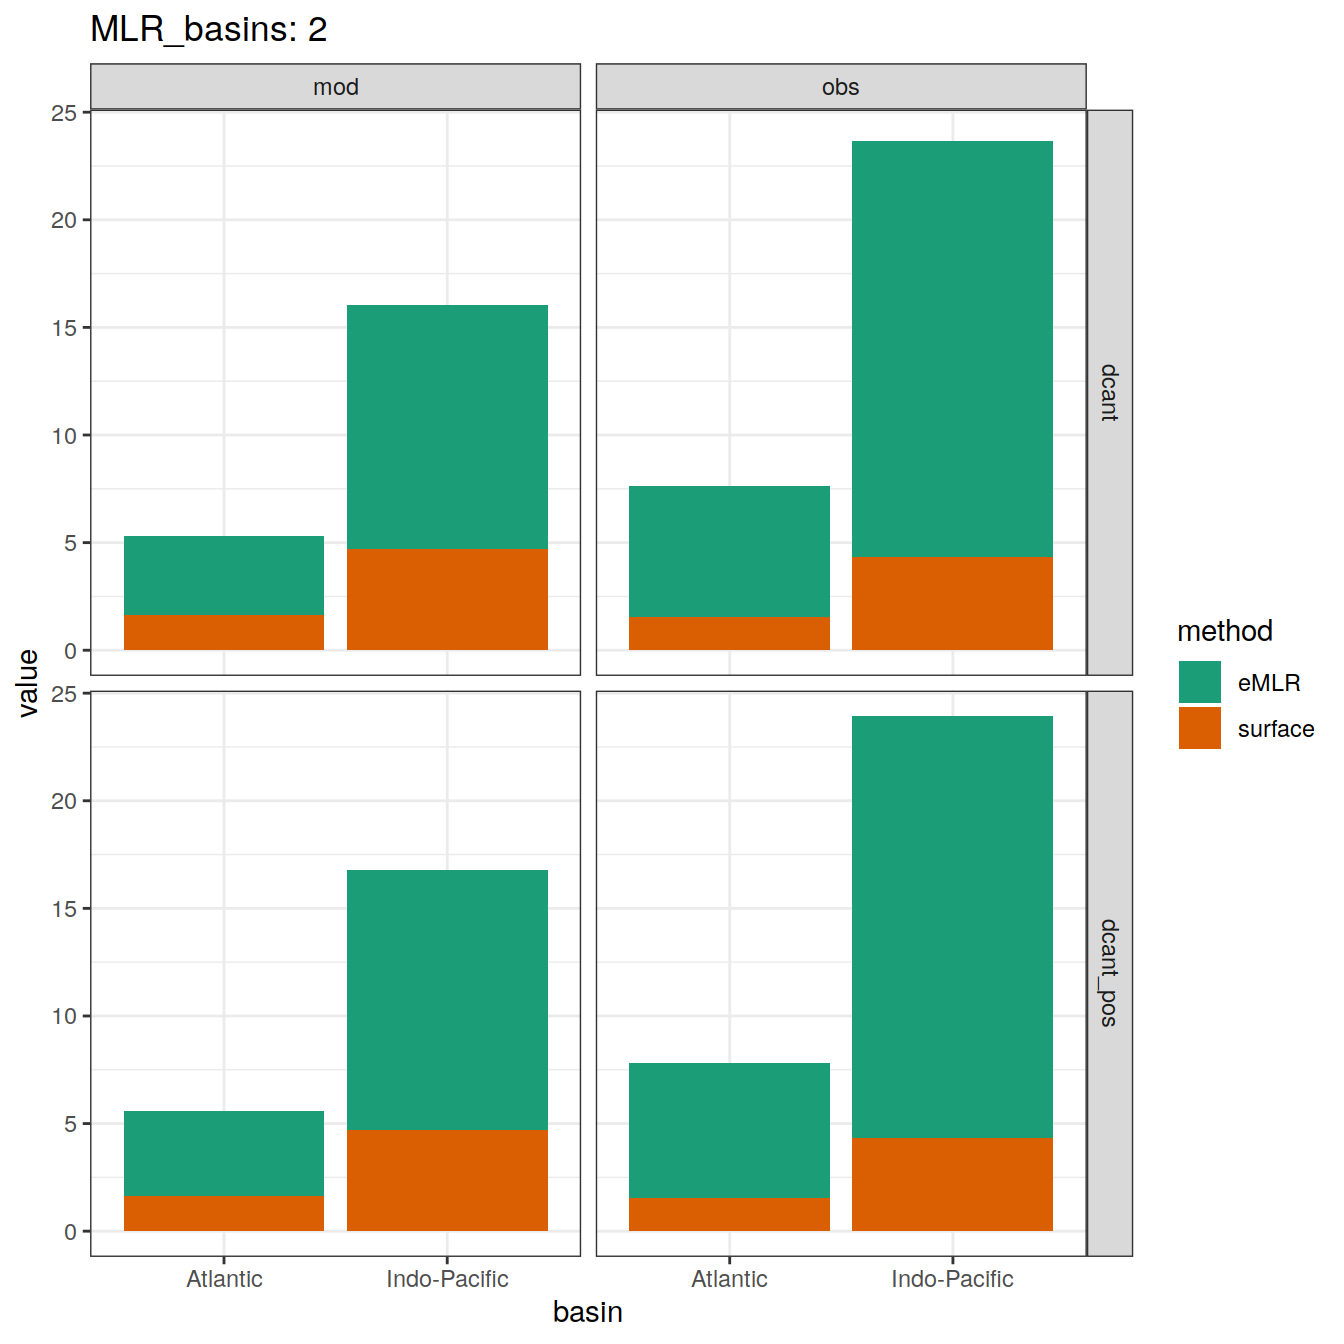 MLR_basins: 2
mod
obs
25
20
15
10
5
0
dcant
value
25
20
15
10
5
0
dcant_pos
method
eMLR
surface
Atlantic
Indo-Pacific
Atlantic
Indo-Pacific
basin